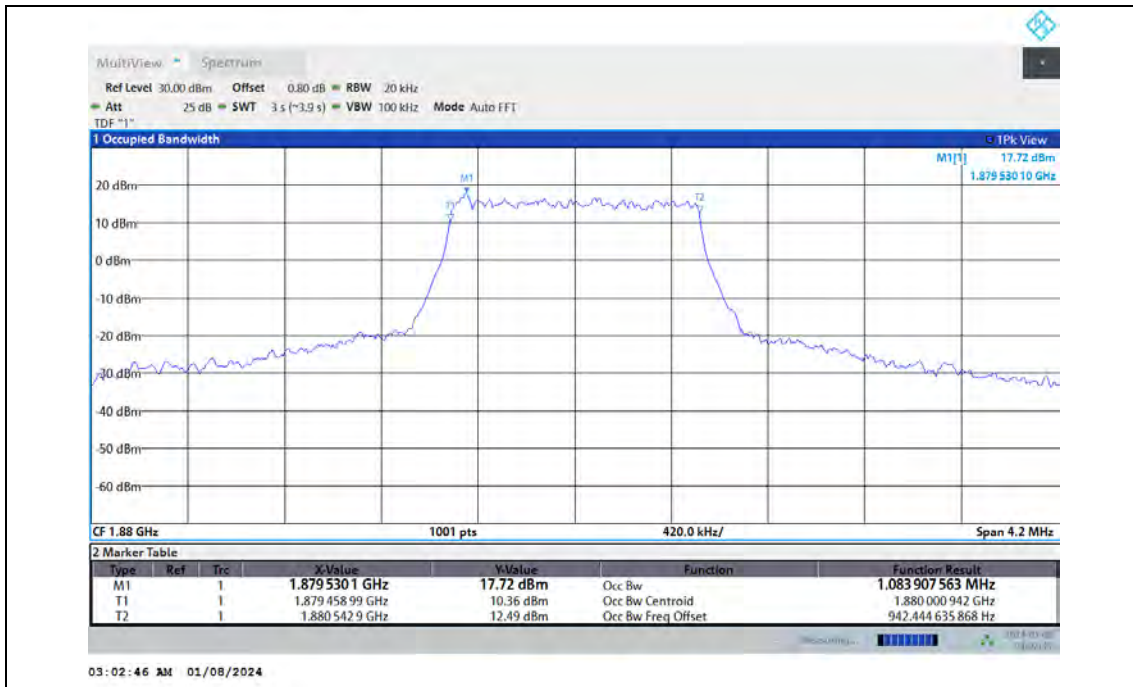 MultiView Spectrum
Ref Level 30.00 dBm Offset 0.80 dB RBW 20 kHz
Att 25 dB SWT 3 s (~3.9 s) VBW 100 kHz Mode Auto FFT
TDF "1"
1 Occupied Bandwidth 1Pk View
M1[1] 17.72 dBm
1.879 530 10 GHz
M1
20 dBm
T1 T2
10 dBm
0 dBm
-10 dBm
-20 dBm
-30 dBm
-40 dBm
-50 dBm
-60 dBm
CF 1.88 GHz 1001 pts 420.0 kHz/ Span 4.2 MHz
2 Marker Table
Type Ref Trc X-Value Y-Value Function Function Result
M1 1 1.879 530 1 GHz 17.72 dBm Occ Bw 1.083 907 563 MHz
T1 1 1.879 458 99 GHz 10.36 dBm Occ Bw Centroid 1.880 000 942 GHz
T2 1 1.880 542 9 GHz 12.49 dBm Occ Bw Freq Offset 942.444 635 868 Hz
Measuring...
03:02:46 AM 01/08/2024